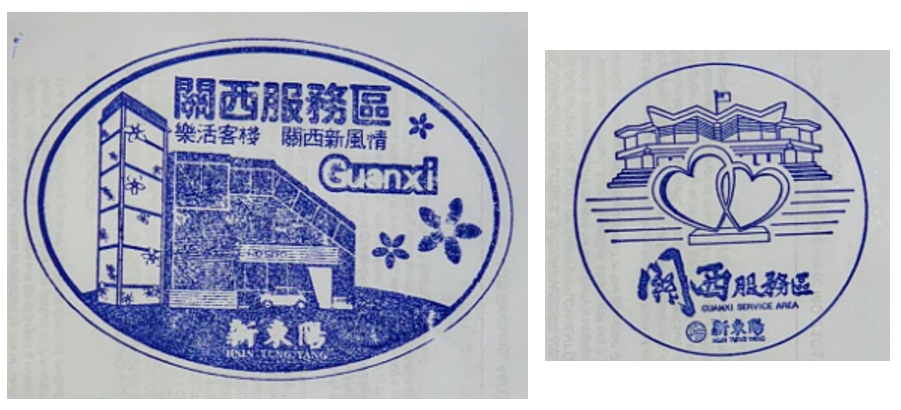 關西服務區
樂活客棧 關西新風情
Guanxi
新東陽
HSIN TUNG YANG
關西服務區
GUANXI SERVICE AREA
新東陽
HSIN TUNG YANG